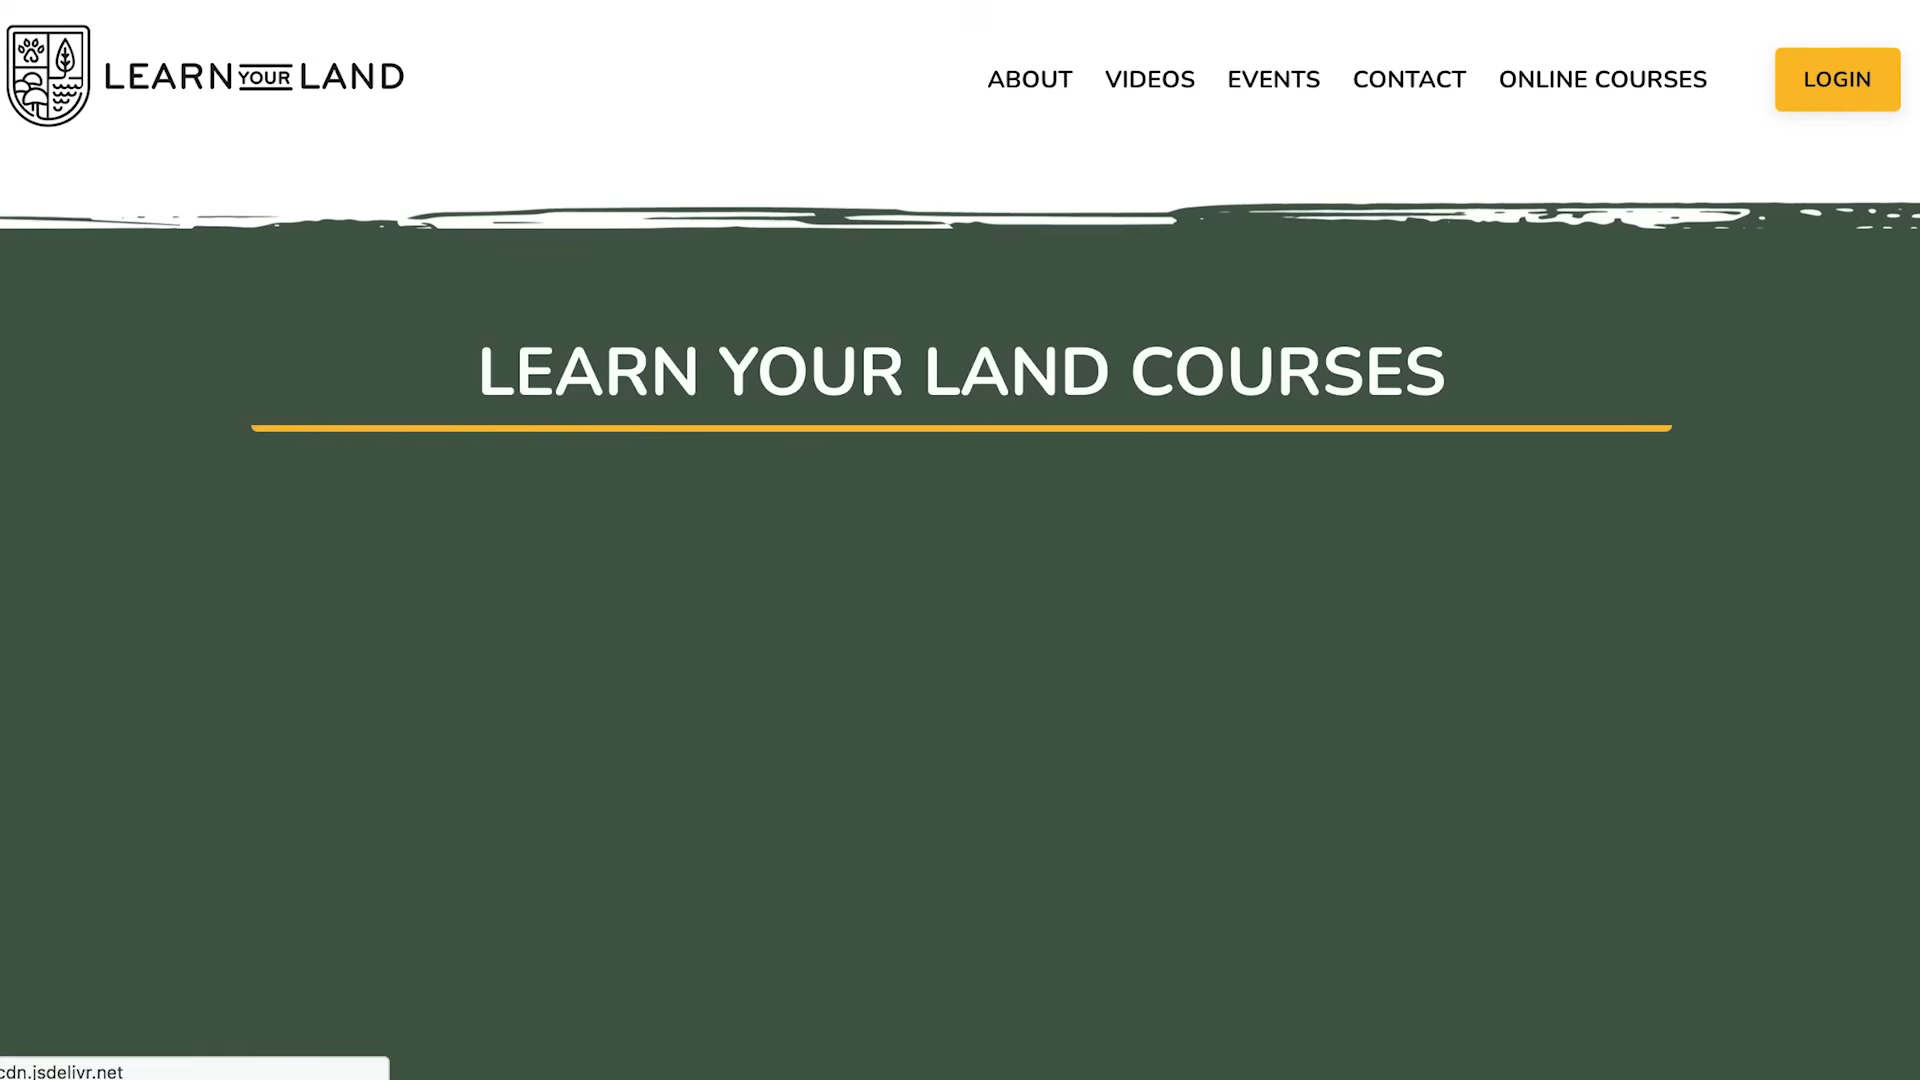 LEARN YOUR LAND
ABOUT VIDEOS EVENTS CONTACT ONLINE COURSES LOGIN
LEARN YOUR LAND COURSES
cdn.jsdelivr.net